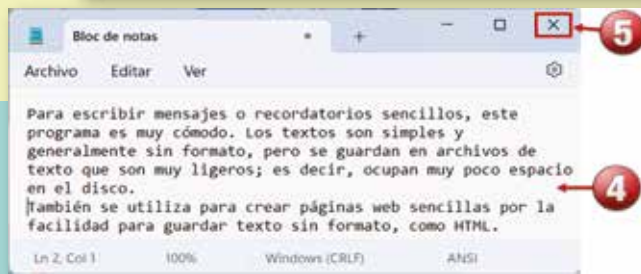 Bloc de notas
5
Archivo Editar Ver
Para escribir mensajes o recordatorios sencillos, este
programa es muy cómodo. Los textos son simples y
generalmente sin formato, pero se guardan en archivos de
texto que son muy ligeros; es decir, ocupan muy poco espacio
en el disco.
4
También se utiliza para crear páginas web sencillas por la
facilidad para guardar texto sin formato, como HTML.
Ln 2, Col 1 100% Windows (CRLF) ANSI